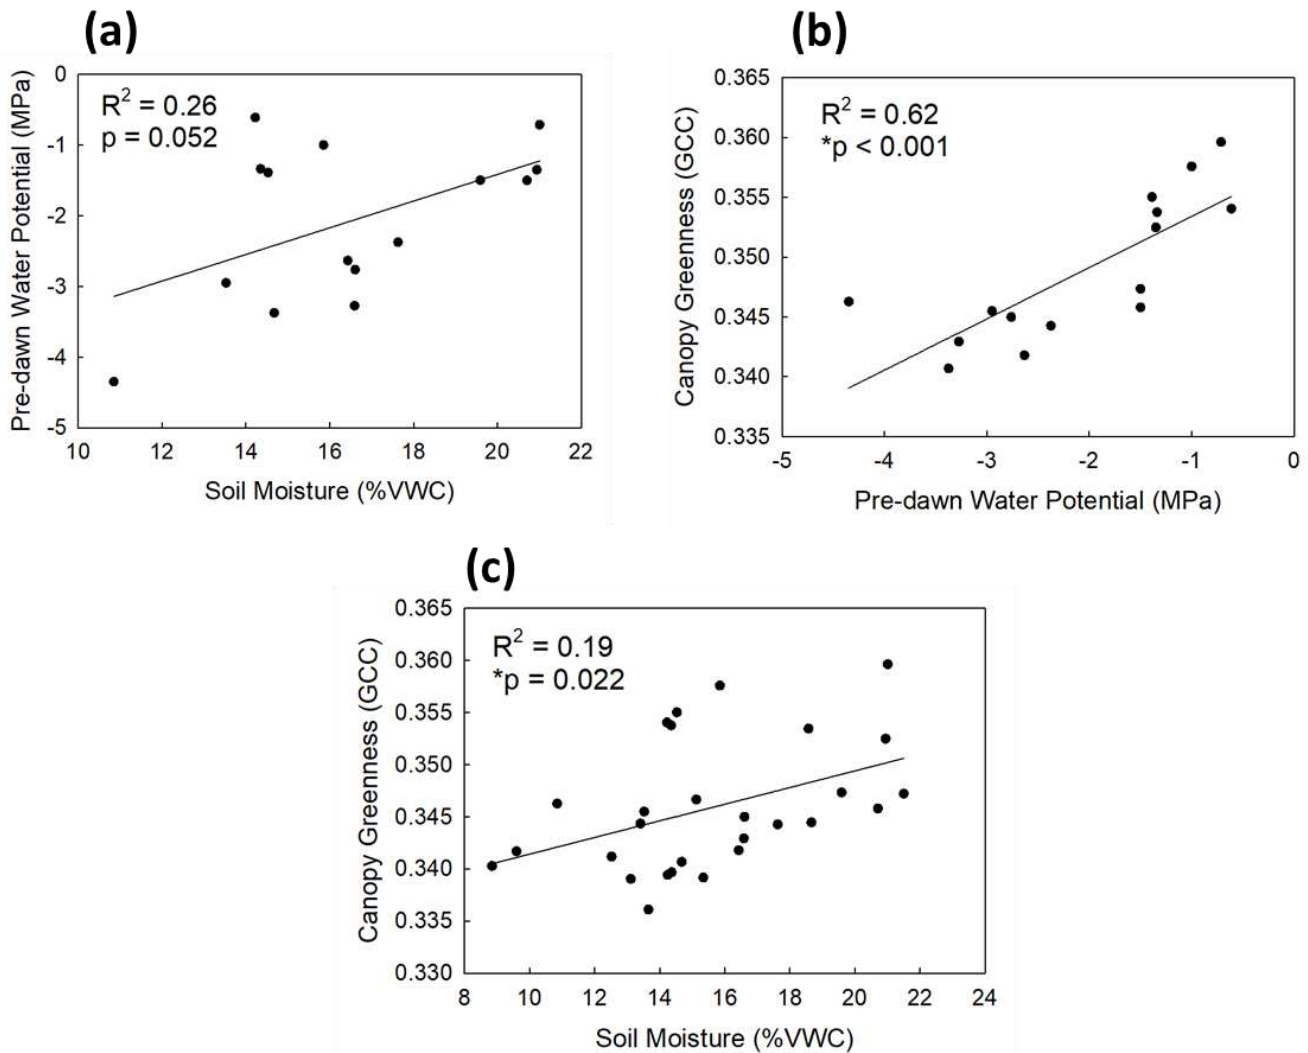 (a)
R² = 0.26
p = 0.052
Pre-dawn Water Potential (MPa)
0
-1
-2
-3
-4
-5
10 12 14 16 18 20 22
Soil Moisture (%VWC)
(b)
R² = 0.62
*p < 0.001
Canopy Greenness (GCC)
0.365
0.360
0.355
0.350
0.345
0.340
0.335
-5 -4 -3 -2 -1 0
Pre-dawn Water Potential (MPa)
(c)
R² = 0.19
*p = 0.022
Canopy Greenness (GCC)
0.365
0.360
0.355
0.350
0.345
0.340
0.335
0.330
8 10 12 14 16 18 20 22 24
Soil Moisture (%VWC)